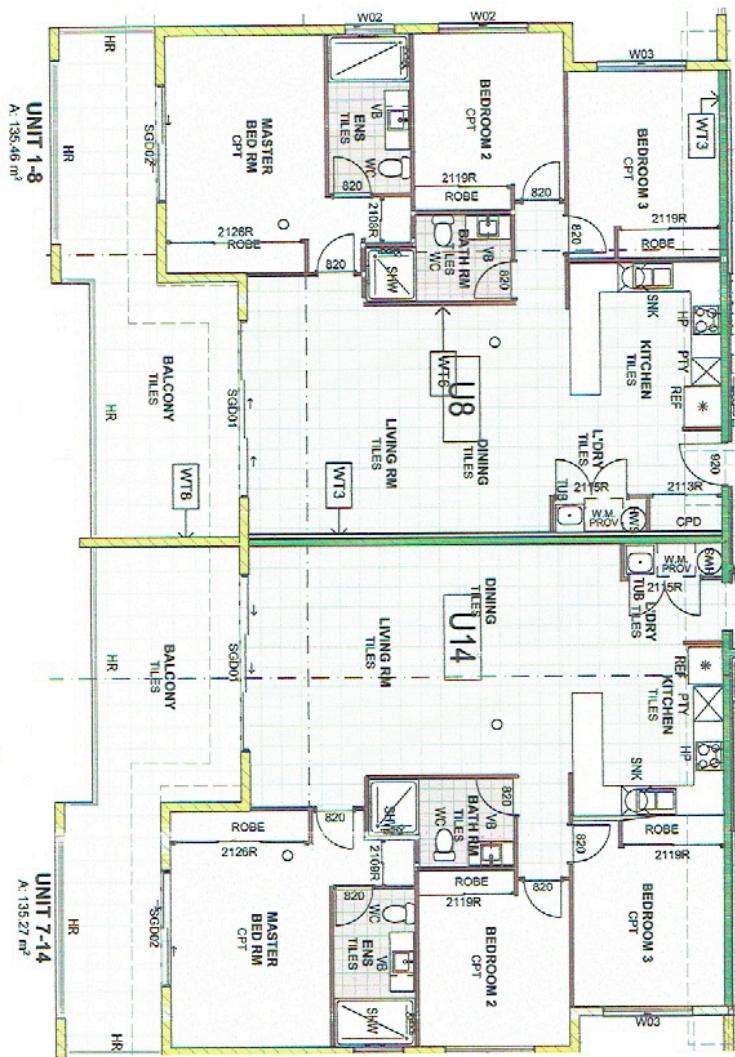 W02
W02
W03
HR
HR
UNIT 1-8
A: 135.46 m²
SGD02
MASTER
BED RM
CPT
2126R
ROBE
820
VB
ENS
TILES
WC
820
2108R
BEDROOM 2
CPT
2119R
ROBE
820
BEDROOM 3
CPT
WT3
2119R
ROBE
820
SHW
BATH RM
TILES
WC
VB
820
SNK
HP
PTY
REF
KITCHEN
TILES
WT6
U8
DINING
TILES
LIVING RM
TILES
L'DRY
TILES
920
2115R
2113R
TUB
W.M.
PROV
HWS
CPD
SGD01
BALCONY
TILES
HR
WT8
WT3
BALCONY
TILES
HR
SGD01
LIVING RM
TILES
U14
DINING
TILES
TUB
W.M.
PROV
SMH
2115R
L'DRY
TILES
REF
PTY
HP
KITCHEN
TILES
SNK
820
SHW
2109R
820
VB
BATH RM
TILES
WC
820
820
ROBE
2119R
BEDROOM 3
CPT
W03
ROBE
2119R
BEDROOM 2
CPT
ROBE
2126R
MASTER
BED RM
CPT
820
WC
VB
ENS
TILES
SHW
SGD02
HR
HR
UNIT 7-14
A: 135.27 m²